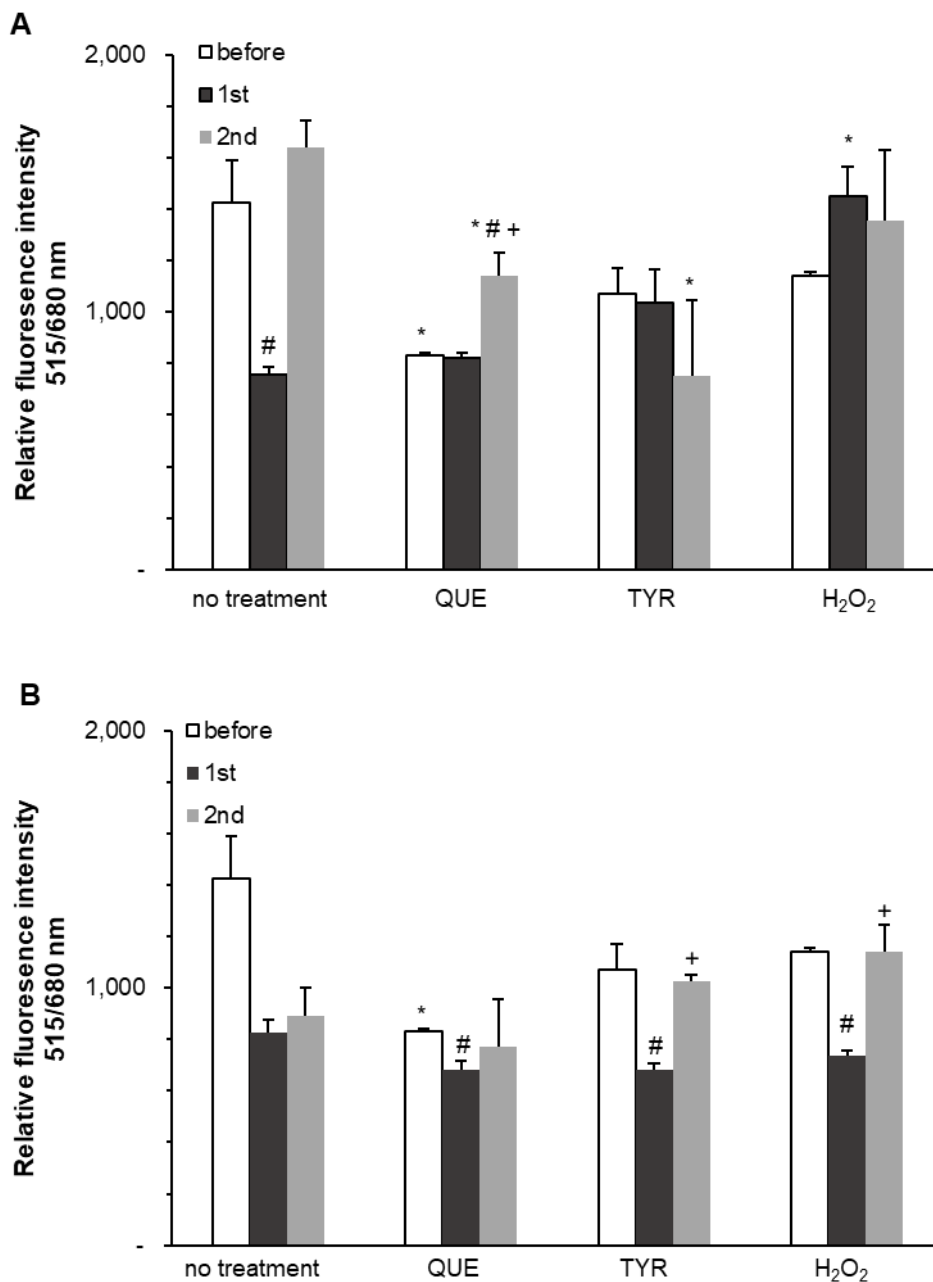 A
2,000
before
1st
2nd
*
* # +
*
1,000
*
#
-
Relative fluoresence intensity
515/680 nm
no treatment QUE TYR H₂O₂
B
2,000
before
1st
2nd
+
+
1,000
*
#
#
#
-
Relative fluoresence intensity
515/680 nm
no treatment QUE TYR H₂O₂